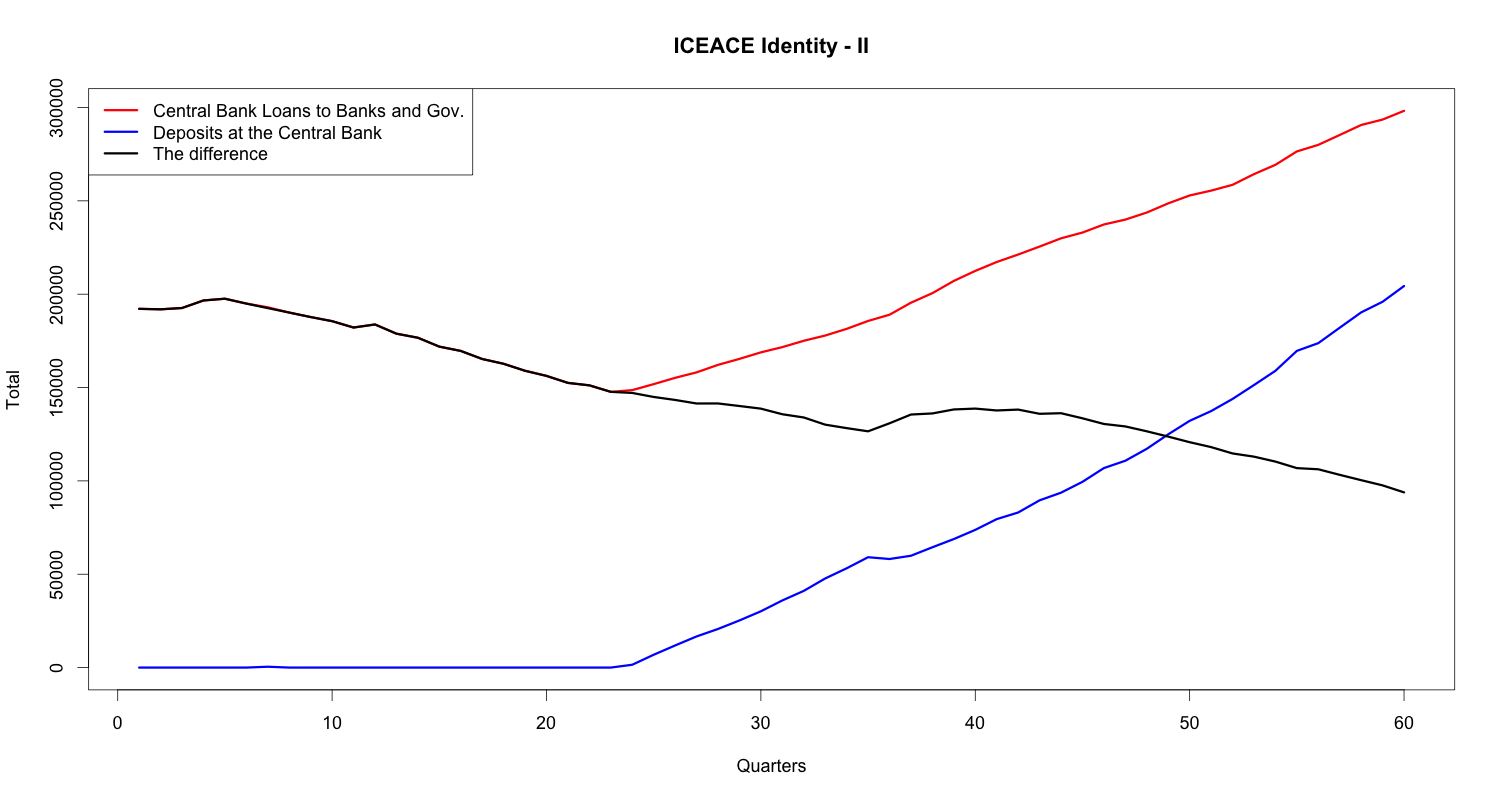 ICEACE Identity - II
Central Bank Loans to Banks and Gov.
Deposits at the Central Bank
The difference
Total
300000
250000
200000
150000
100000
50000
0
0 10 20 30 40 50 60
Quarters